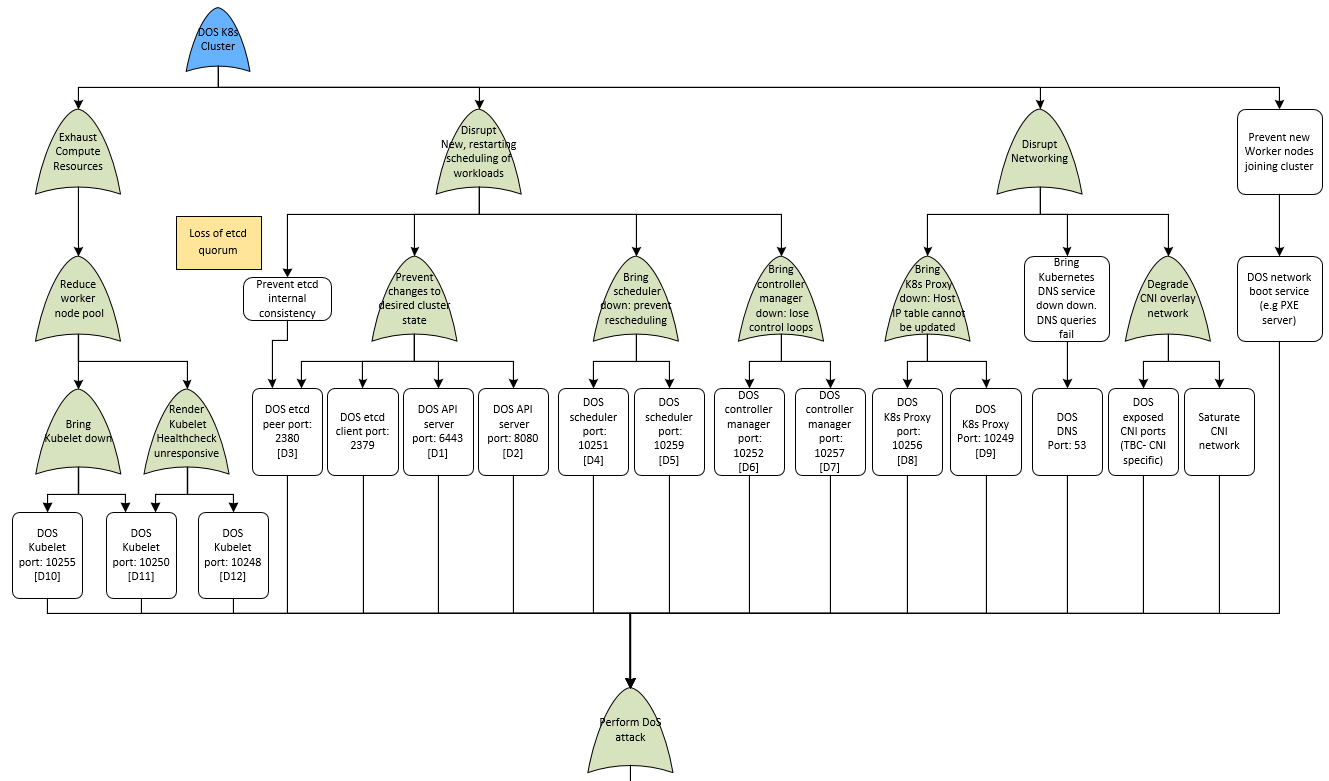 DOS K8s
Cluster
Exhaust
Compute
Resources
Disrupt
New, restarting
scheduling of
workloads
Disrupt
Networking
Prevent new
Worker nodes
joining cluster
Loss of etcd
quorum
Reduce
worker
node pool
Prevent etcd
internal
consistency
Prevent
changes to
desired cluster
state
Bring
scheduler
down: prevent
rescheduling
Bring
controller
manager
down: lose
control loops
Bring
K8s Proxy
down: Host
IP table cannot
be updated
Bring
Kubernetes
DNS service
down down.
DNS queries
fail
Degrade
CNI overlay
network
DOS network
boot service
(e.g PXE
server)
Bring
Kubelet down
Render
Kubelet
Healthcheck
unresponsive
DOS etcd
peer port:
2380
[D3]
DOS etcd
client port:
2379
DOS API
server
port: 6443
[D1]
DOS API
server
port: 8080
[D2]
DOS
scheduler
port:
10251
[D4]
DOS
scheduler
port:
10259
[D5]
DOS
controller
manager
port:
10252
[D6]
DOS
controller
manager
port:
10257
[D7]
DOS
K8s Proxy
port:
10256
[D8]
DOS
K8s Proxy
Port: 10249
[D9]
DOS
DNS
Port: 53
DOS
exposed
CNI ports
(TBC- CNI
specific)
Saturate
CNI
network
DOS
Kubelet
port: 10255
[D10]
DOS
Kubelet
port: 10250
[D11]
DOS
Kubelet
port: 10248
[D12]
Perform DoS
attack